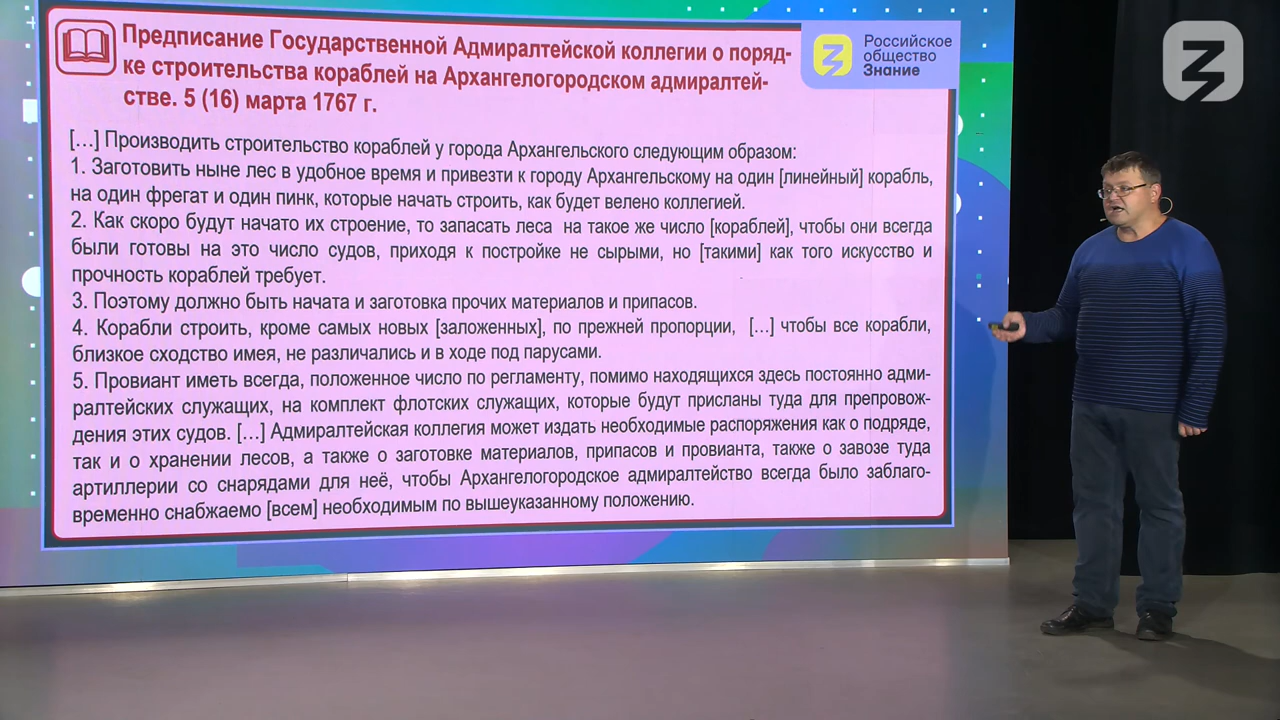 Предписание Государственной Адмиралтейской коллегии о поряд-
ке строительства кораблей на Архангелогородском адмиралтей-
стве. 5 (16) марта 1767 г.
Российское
общество
Знание
[…] Производить строительство кораблей у города Архангельского следующим образом:
1. Заготовить ныне лес в удобное время и привезти к городу Архангельскому на один [линейный] корабль,
на один фрегат и один пинк, которые начать строить, как будет велено коллегией.
2. Как скоро будут начато их строение, то запасать леса на такое же число [кораблей], чтобы они всегда
были готовы на это число судов, приходя к постройке не сырыми, но [такими] как того искусство и
прочность кораблей требует.
3. Поэтому должно быть начата и заготовка прочих материалов и припасов.
4. Корабли строить, кроме самых новых [заложенных], по прежней пропорции, […] чтобы все корабли,
близкое сходство имея, не различались и в ходе под парусами.
5. Провиант иметь всегда, положенное число по регламенту, помимо находящихся здесь постоянно адми-
ралтейских служащих, на комплект флотских служащих, которые будут присланы туда для препровож-
дения этих судов. […] Адмиралтейская коллегия может издать необходимые распоряжения как о подряде,
так и о хранении лесов, а также о заготовке материалов, припасов и провианта, также о завозе туда
артиллерии со снарядами для неё, чтобы Архангелогородское адмиралтейство всегда было заблаго-
временно снабжаемо [всем] необходимым по вышеуказанному положению.